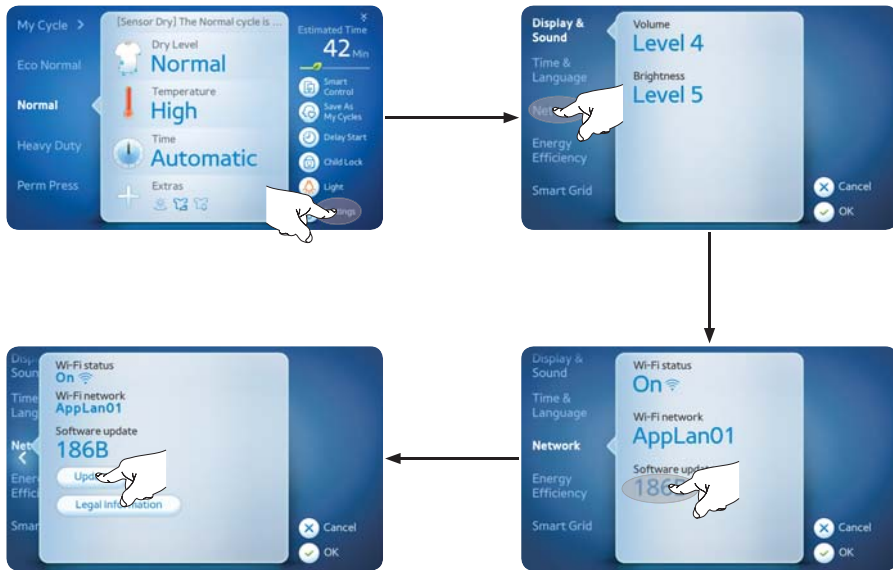 My Cycle >
Eco Normal
Normal
Heavy Duty
Perm Press
[Sensor Dry] The Normal cycle is ...
Dry Level
Normal
Temperature
High
Time
Automatic
Extras
Estimated Time
42 Min
Smart
Control
Save As
My Cycles
Delay Start
Child Lock
Light
Display &
Sound
Time &
Language
Energy
Efficiency
Smart Grid
Volume
Level 4
Brightness
Level 5
Cancel
OK
Wi-Fi status
On
Wi-Fi network
AppLan01
Software update
186B
Cancel
OK
Display &
Sound
Time &
Language
Network
Energy
Efficiency
Smart Grid
Wi-Fi status
On
Wi-Fi network
AppLan01
Software
Cancel
OK